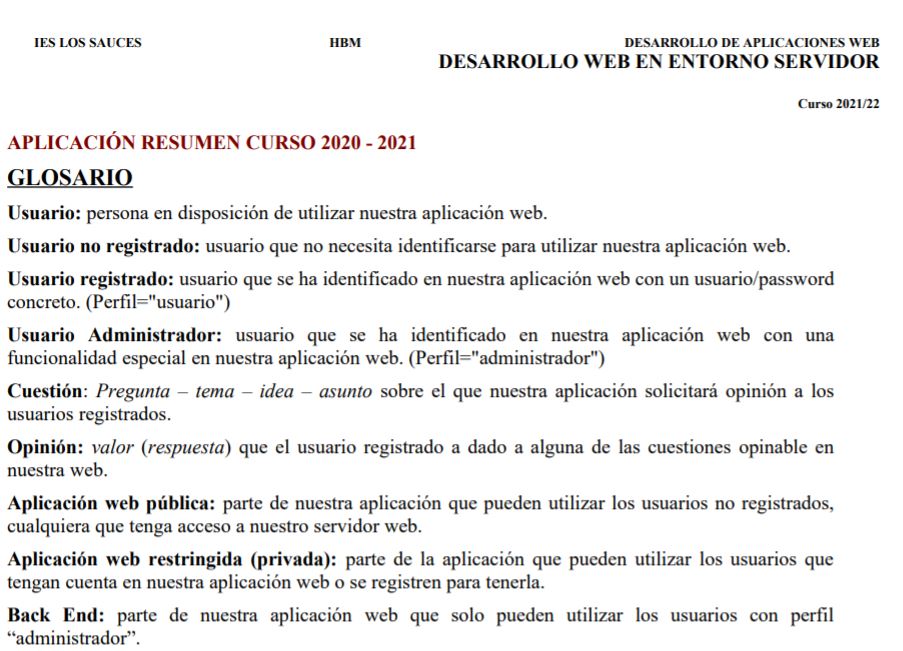 IES LOS SAUCES HBM DESARROLLO DE APLICACIONES WEB
DESARROLLO WEB EN ENTORNO SERVIDOR
Curso 2021/22
APLICACIÓN RESUMEN CURSO 2020 - 2021
GLOSARIO
Usuario: persona en disposición de utilizar nuestra aplicación web.
Usuario no registrado: usuario que no necesita identificarse para utilizar nuestra aplicación web.
Usuario registrado: usuario que se ha identificado en nuestra aplicación web con un usuario/password
concreto. (Perfil="usuario")
Usuario Administrador: usuario que se ha identificado en nuestra aplicación web con una
funcionalidad especial en nuestra aplicación web. (Perfil="administrador")
Cuestión: Pregunta – tema – idea – asunto sobre el que nuestra aplicación solicitará opinión a los
usuarios registrados.
Opinión: valor (respuesta) que el usuario registrado a dado a alguna de las cuestiones opinable en
nuestra web.
Aplicación web pública: parte de nuestra aplicación que pueden utilizar los usuarios no registrados,
cualquiera que tenga acceso a nuestro servidor web.
Aplicación web restringida (privada): parte de la aplicación que pueden utilizar los usuarios que
tengan cuenta en nuestra aplicación web o se registren para tenerla.
Back End: parte de nuestra aplicación web que solo pueden utilizar los usuarios con perfil
“administrador”.